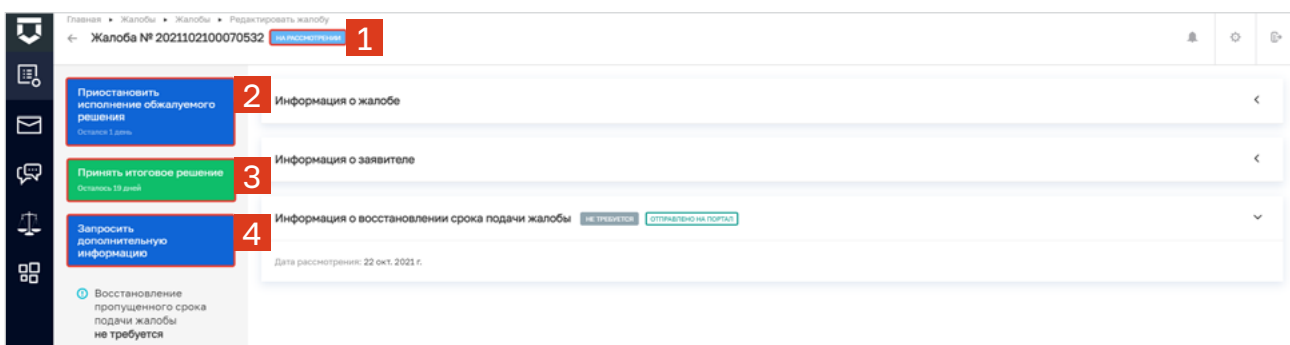 Главная ▸ Жалобы ▸ Жалобы ▸ Редактировать жалобу
← Жалоба № 2021102100070532 НА РАССМОТРЕНИИ 1
Приостановить
исполнение обжалуемого
решения
Остался 1 день
2
Принять итоговое решение
Осталось 19 дней
3
Запросить
дополнительную
информацию
4
Восстановление
пропущенного срока
подачи жалобы
не требуется
Информация о жалобе
Информация о заявителе
Информация о восстановлении срока подачи жалобы НЕ ТРЕБУЕТСЯ ОТПРАВЛЕНО НА ПОРТАЛ
Дата рассмотрения: 22 окт. 2021 г.